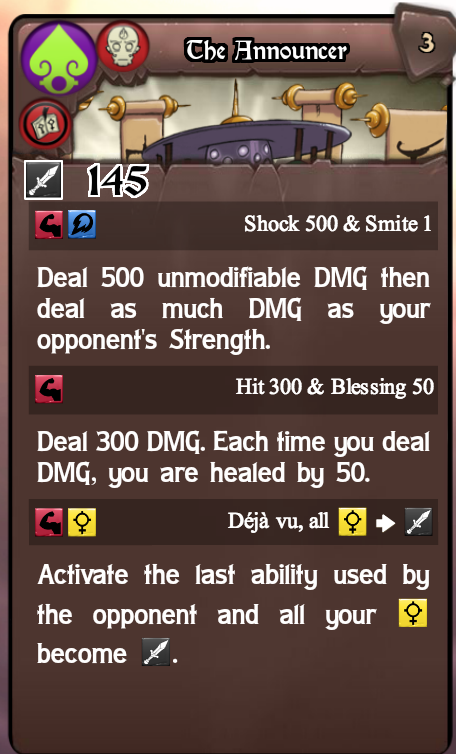 The Announcer
3
145
Shock 500 & Smite 1
Deal 500 unmodifiable DMG then
deal as much DMG as your
opponent's Strength.
Hit 300 & Blessing 50
Deal 300 DMG. Each time you deal
DMG, you are healed by 50.
Déjà vu, all
Activate the last ability used by
the opponent and all your
become .